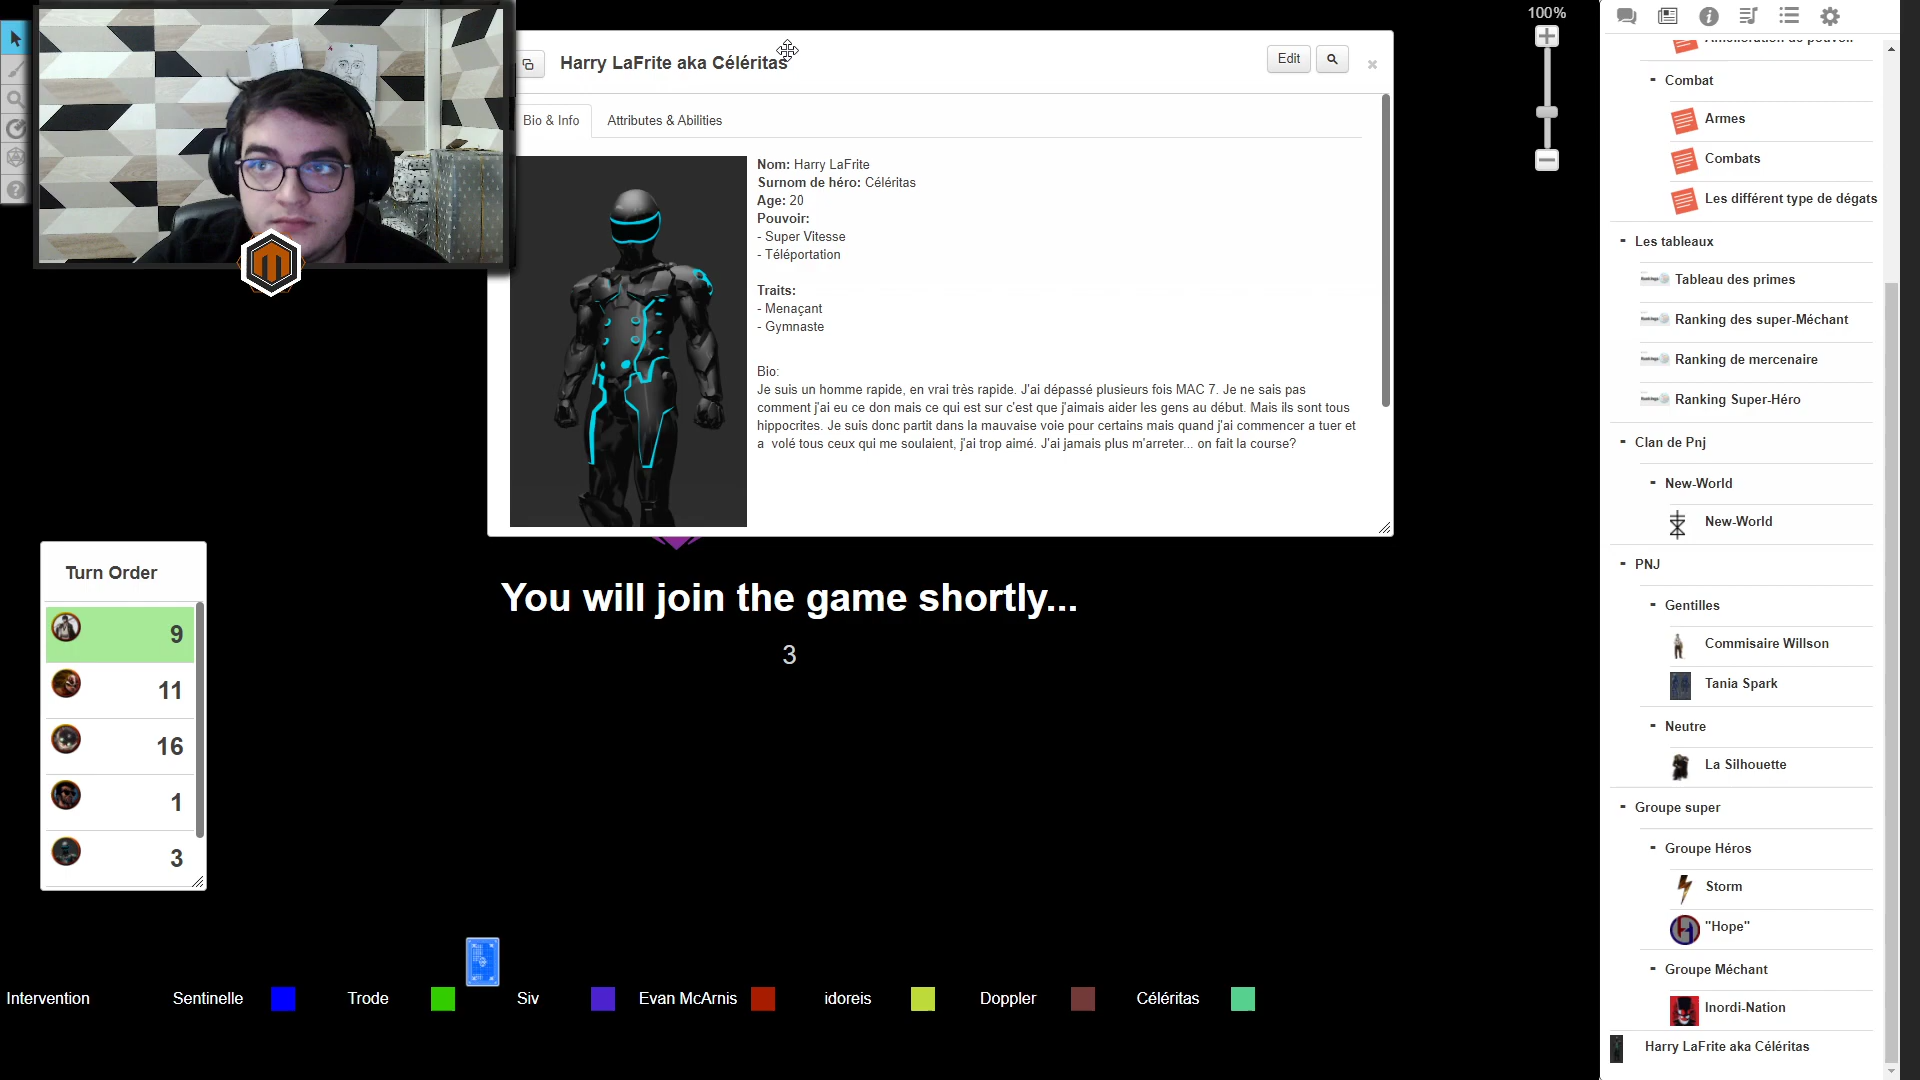 100%
Harry LaFrite aka Céléritas
Edit
Bio & Info
Attributes & Abilities
Nom: Harry LaFrite
Surnom de héro: Céléritas
Age: 20
Pouvoir:
- Super Vitesse
- Téléportation
Traits:
- Menaçant
- Gymnaste
Bio:
Je suis un homme rapide, en vrai très rapide. J'ai dépassé plusieurs fois MAC 7. Je ne sais pas
comment j'ai eu ce don mais ce qui est sur c'est que j'aimais aider les gens au début. Mais ils sont tous
hippocrites. Je suis donc partit dans la mauvaise voie pour certains mais quand j'ai commencer a tuer et
a volé tous ceux qui me soulaient, j'ai trop aimé. J'ai jamais plus m'arreter... on fait la course?
You will join the game shortly...
3
Turn Order
9
11
16
1
3
Intervention
Sentinelle
Trode
Siv
Evan McArnis
idoreis
Doppler
Céléritas
Amélioration de pouvoir
- Combat
Armes
Combats
Les différent type de dégats
- Les tableaux
Tableau des primes
Ranking des super-Méchant
Ranking de mercenaire
Ranking Super-Héro
- Clan de Pnj
- New-World
New-World
- PNJ
- Gentilles
Commisaire Willson
Tania Spark
- Neutre
La Silhouette
- Groupe super
- Groupe Héros
Storm
"Hope"
- Groupe Méchant
Inordi-Nation
Harry LaFrite aka Céléritas